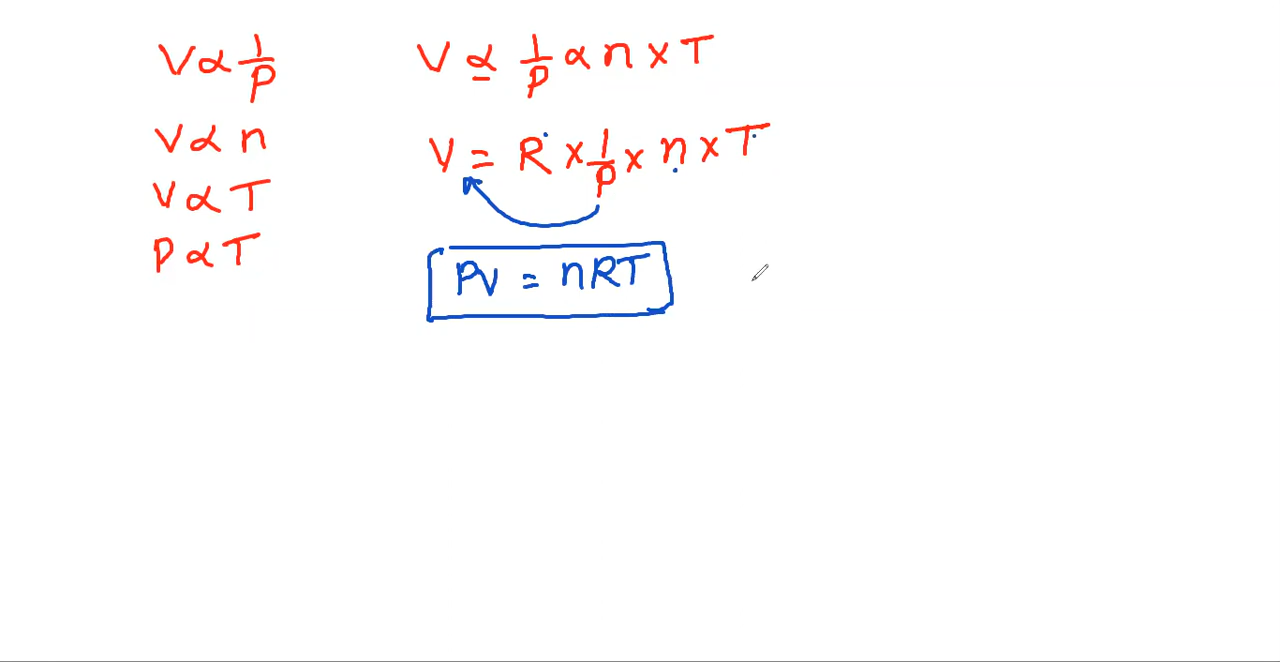 V ∝ 1/P
V ∝ n
V ∝ T
P ∝ T
V ∝ 1/P ∝ n × T
V = R × 1/P × n × T
PV = nRT